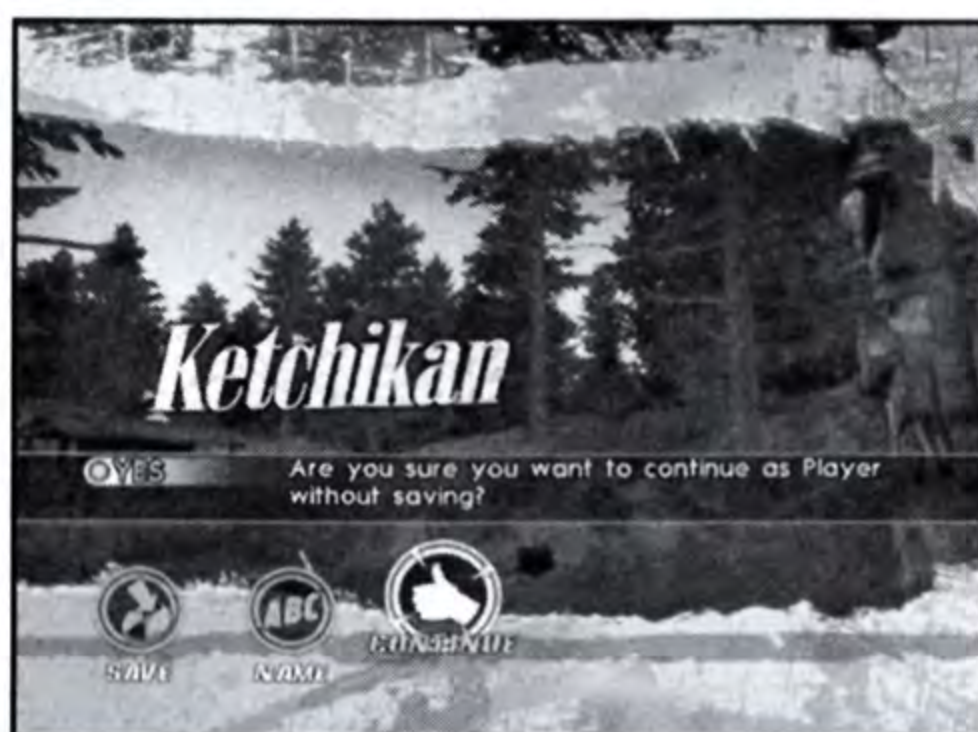 Ketchikan
YES
Are you sure you want to continue as Player
without saving?
ABC
CONTINUE
SAVE
NAME